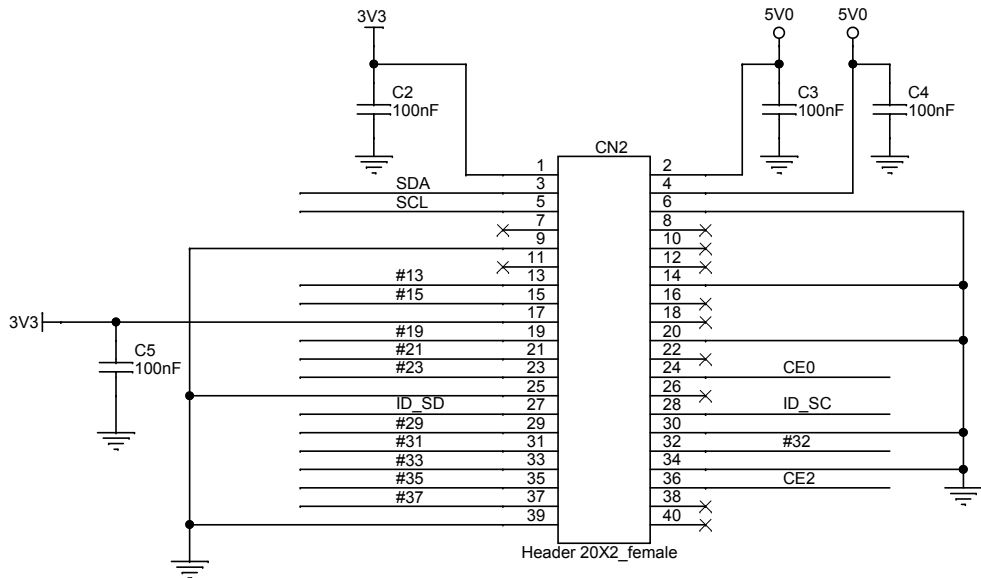 3V3
5V0 5V0
C2
100nF
C3
100nF
C4
100nF
CN2
1 2
SDA 3 4
SCL 5 6
7 8
9 10
11 12
#13 13 14
#15 15 16
3V3 17 18
#19 19 20
#21 21 22
#23 23 24 CE0
C5
100nF
25 26
ID_SD 27 28 ID_SC
#29 29 30
#31 31 32 #32
#33 33 34
#35 35 36 CE2
#37 37 38
39 40
Header 20X2_female